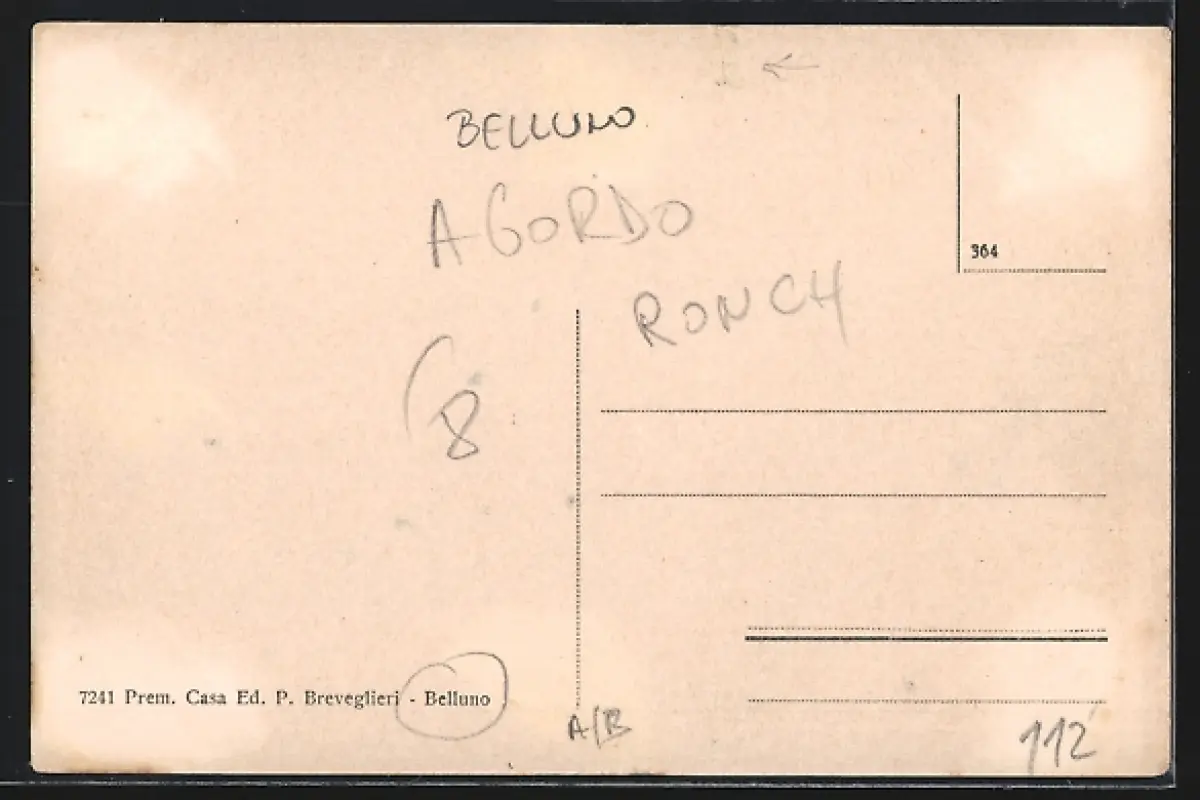 BELLUNO
AGORDO
364
RONCH
8
7241 Prem. Casa Ed. P. Breveglieri - Belluno
A/B
112